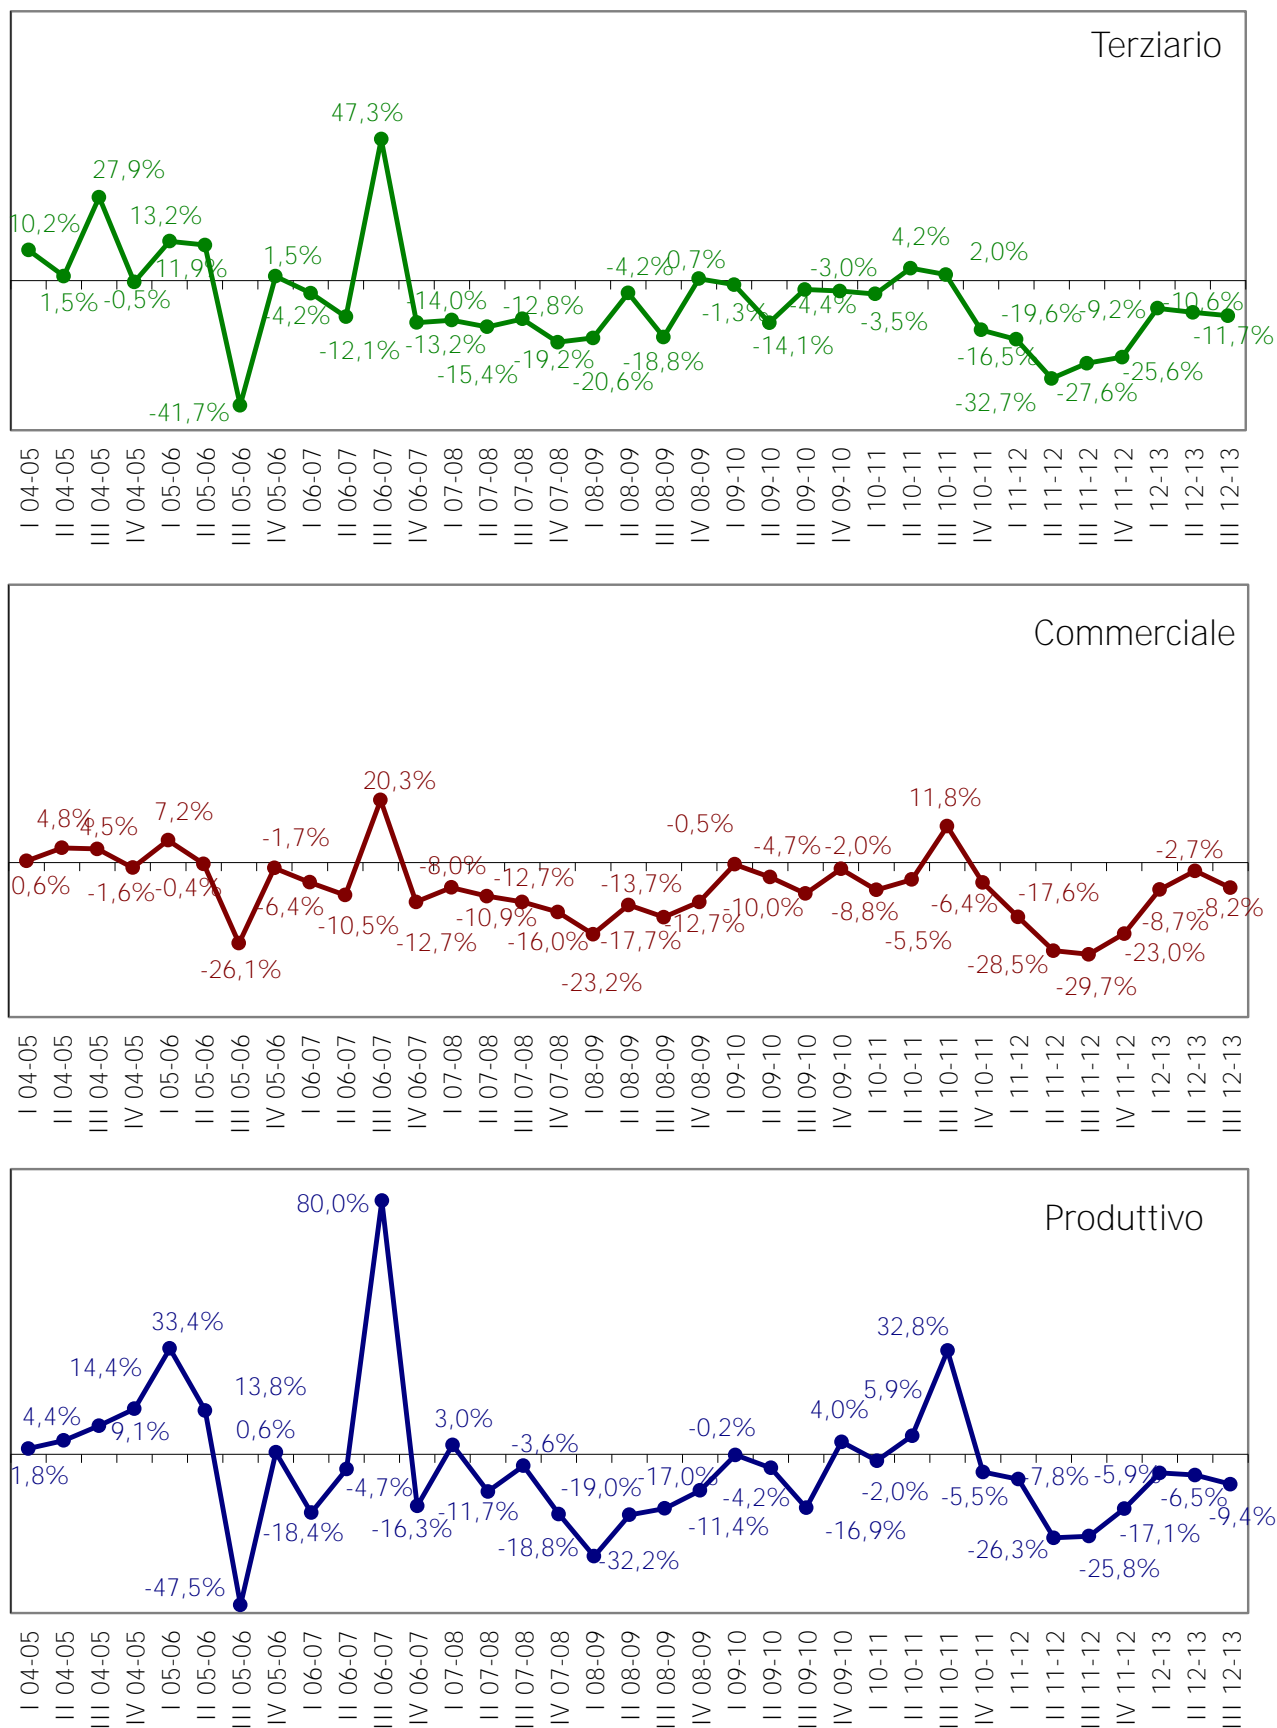 Terziario
47,3%
27,9%
10,2%
13,2%
4,2%
1,5%
2,0%
0,7%
-4,2%
-3,0%
11,9%
1,5%
-0,5%
-14,0%
-12,8%
-4,4%
-10,6%
-4,2%
-1,3%
-3,5%
-19,6%
-9,2%
-11,7%
-12,1%
-13,2%
-19,2%
-18,8%
-14,1%
-16,5%
-15,4%
-20,6%
-25,6%
-41,7%
-32,7%
-27,6%
I 04-05
II 04-05
III 04-05
IV 04-05
I 05-06
II 05-06
III 05-06
IV 05-06
I 06-07
II 06-07
III 06-07
IV 06-07
I 07-08
II 07-08
III 07-08
IV 07-08
I 08-09
II 08-09
III 08-09
IV 08-09
I 09-10
II 09-10
III 09-10
IV 09-10
I 10-11
II 10-11
III 10-11
IV 10-11
I 11-12
II 11-12
III 11-12
IV 11-12
I 12-13
II 12-13
III 12-13
Commerciale
20,3%
11,8%
4,8%
4,5%
7,2%
-1,7%
-0,5%
-4,7%
-2,0%
-2,7%
0,6%
-1,6%
-0,4%
-8,0%
-12,7%
-13,7%
-6,4%
-10,5%
-10,9%
-12,7%
-10,0%
-8,8%
-6,4%
-17,6%
-8,7%
-8,2%
-12,7%
-16,0%
-17,7%
-5,5%
-23,0%
-26,1%
-23,2%
-28,5%
-29,7%
I 04-05
II 04-05
III 04-05
IV 04-05
I 05-06
II 05-06
III 05-06
IV 05-06
I 06-07
II 06-07
III 06-07
IV 06-07
I 07-08
II 07-08
III 07-08
IV 07-08
I 08-09
II 08-09
III 08-09
IV 08-09
I 09-10
II 09-10
III 09-10
IV 09-10
I 10-11
II 10-11
III 10-11
IV 10-11
I 11-12
II 11-12
III 11-12
IV 11-12
I 12-13
II 12-13
III 12-13
Produttivo
80,0%
33,4%
32,8%
14,4%
13,8%
5,9%
4,4%
9,1%
0,6%
3,0%
-3,6%
-0,2%
4,0%
1,8%
-4,7%
-19,0%
-17,0%
-4,2%
-2,0%
-5,5%
-7,8%
-5,9%
-6,5%
-9,4%
-18,4%
-16,3%
-11,7%
-11,4%
-16,9%
-17,1%
-18,8%
-32,2%
-26,3%
-25,8%
-47,5%
I 04-05
II 04-05
III 04-05
IV 04-05
I 05-06
II 05-06
III 05-06
IV 05-06
I 06-07
II 06-07
III 06-07
IV 06-07
I 07-08
II 07-08
III 07-08
IV 07-08
I 08-09
II 08-09
III 08-09
IV 08-09
I 09-10
II 09-10
III 09-10
IV 09-10
I 10-11
II 10-11
III 10-11
IV 10-11
I 11-12
II 11-12
III 11-12
IV 11-12
I 12-13
II 12-13
III 12-13